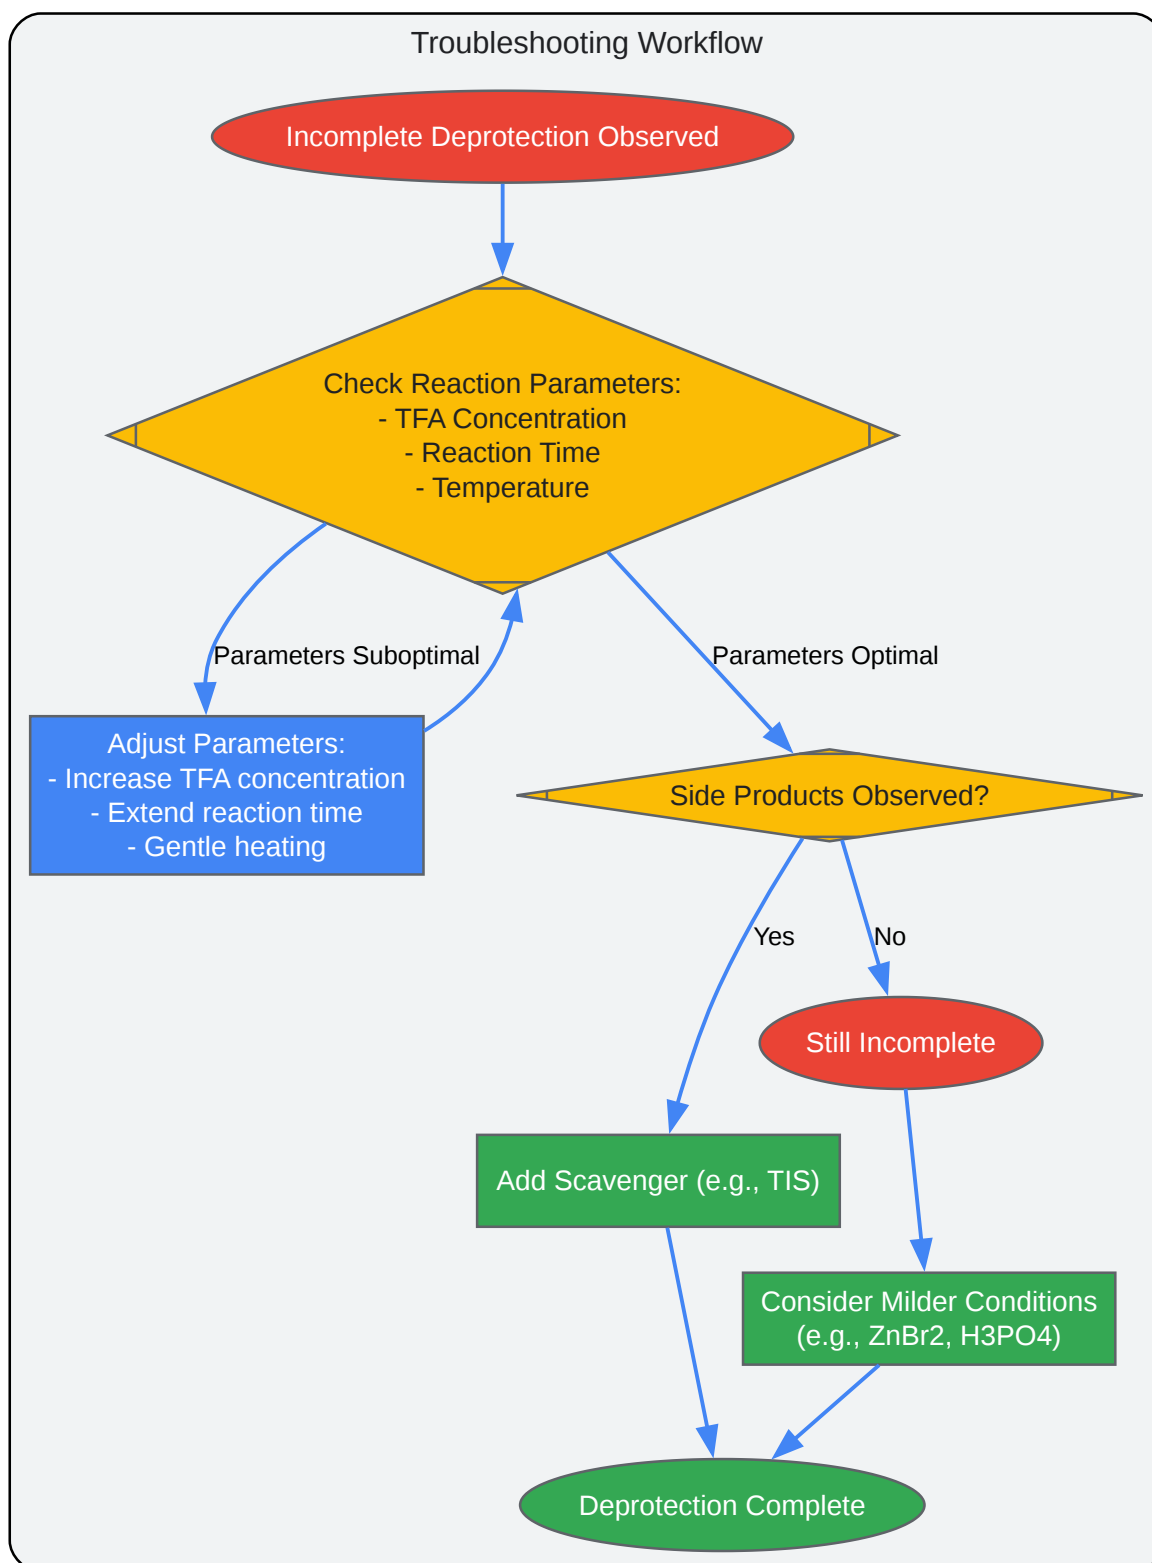 Troubleshooting Workflow
Incomplete Deprotection Observed
Check Reaction Parameters:
- TFA Concentration
- Reaction Time
- Temperature
Parameters Suboptimal
Parameters Optimal
Adjust Parameters:
- Increase TFA concentration
- Extend reaction time
- Gentle heating
Side Products Observed?
Yes
No
Still Incomplete
Add Scavenger (e.g., TIS)
Consider Milder Conditions
(e.g., ZnBr2, H3PO4)
Deprotection Complete